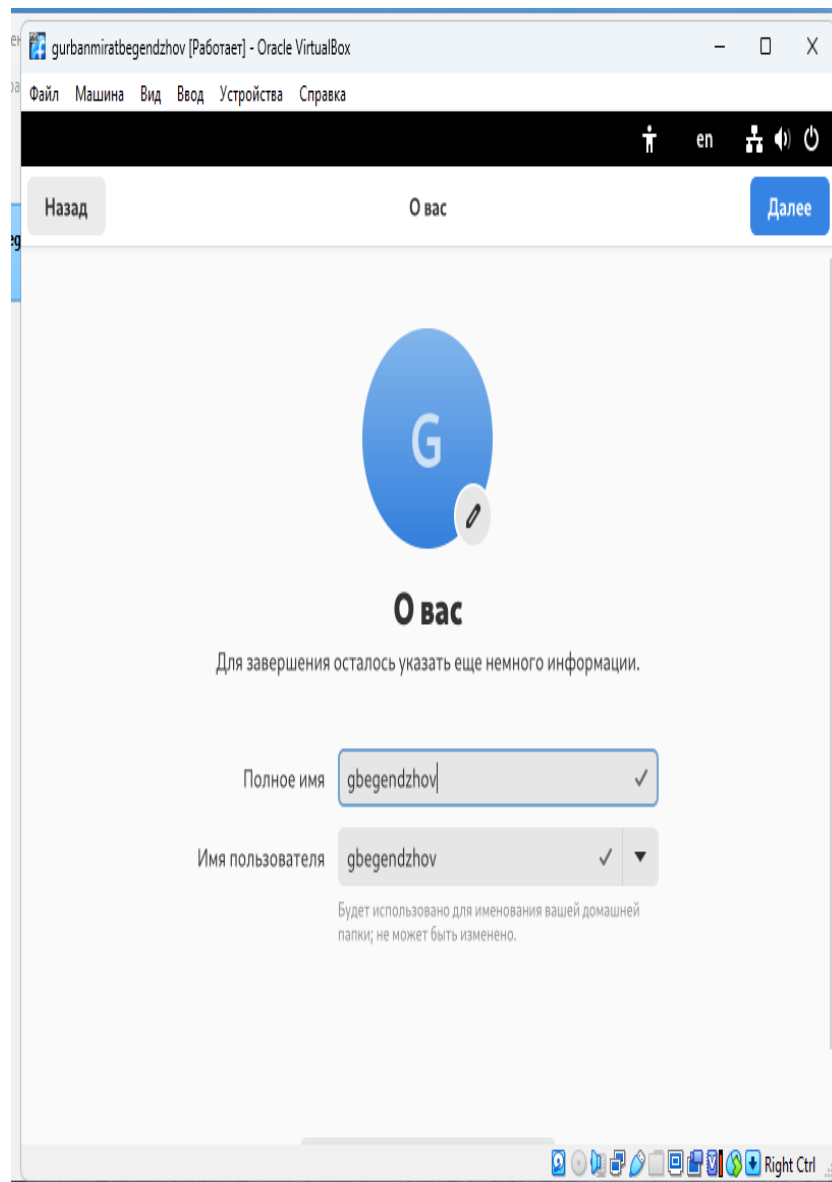 gurbanmiratbegendzhov [Работает] - Oracle VirtualBox
Файл Машина Вид Ввод Устройства Справка
en
Назад О вас Далее
G
О вас
Для завершения осталось указать еще немного информации.
Полное имя gbegendzhov
Имя пользователя gbegendzhov
Будет использовано для именования вашей домашней
папки; не может быть изменено.
Right Ctrl